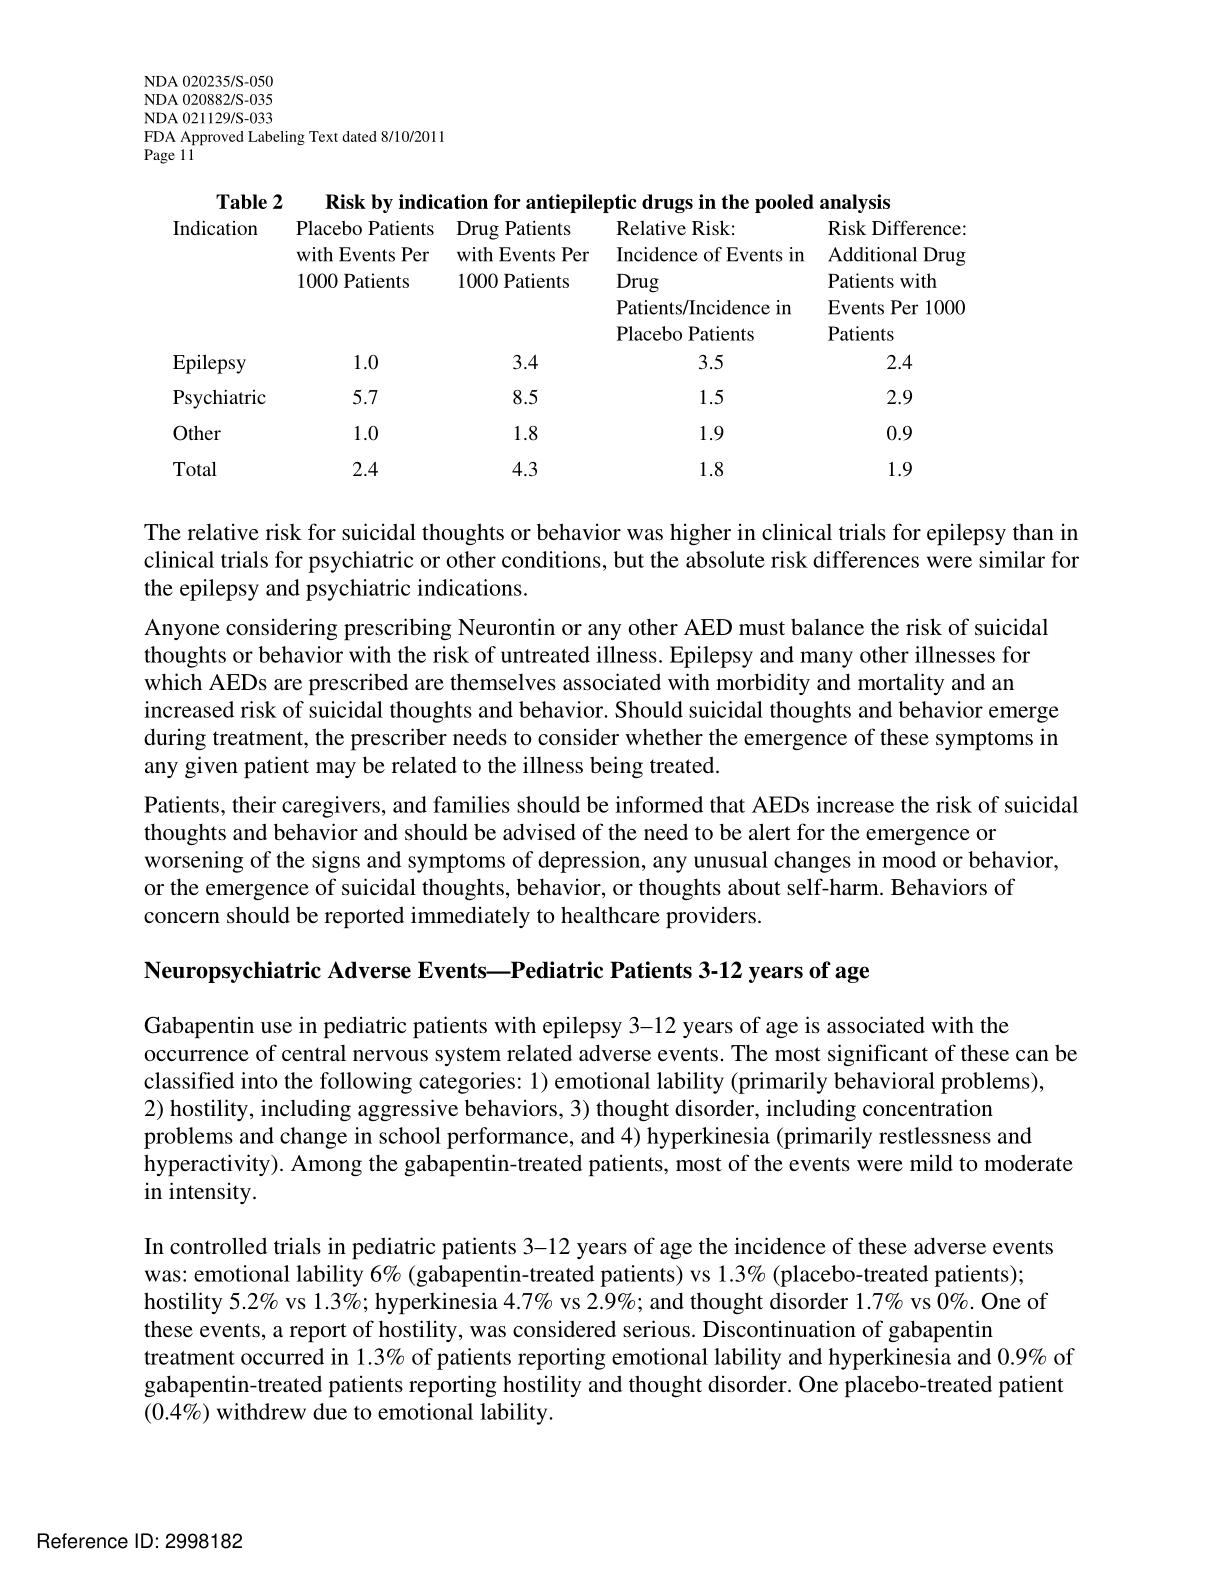 NDA 020235/S-050
NDA 020882/S-035
NDA 021129/S-033
FDA Approved Labeling Text dated 8/10/2011
Page 11
Table 2 Risk by indication for antiepileptic drugs in the pooled analysis
Indication Placebo Patients Drug Patients Relative Risk: Risk Difference:
with Events Per with Events Per Incidence of Events in Additional Drug
1000 Patients 1000 Patients Drug Patients with
Patients/Incidence in Events Per 1000
Placebo Patients Patients
Epilepsy 1.0 3.4 3.5 2.4
Psychiatric 5.7 8.5 1.5 2.9
Other 1.0 1.8 1.9 0.9
Total 2.4 4.3 1.8 1.9
The relative risk for suicidal thoughts or behavior was higher in clinical trials for epilepsy than in
clinical trials for psychiatric or other conditions, but the absolute risk differences were similar for
the epilepsy and psychiatric indications.
Anyone considering prescribing Neurontin or any other AED must balance the risk of suicidal
thoughts or behavior with the risk of untreated illness. Epilepsy and many other illnesses for
which AEDs are prescribed are themselves associated with morbidity and mortality and an
increased risk of suicidal thoughts and behavior. Should suicidal thoughts and behavior emerge
during treatment, the prescriber needs to consider whether the emergence of these symptoms in
any given patient may be related to the illness being treated.
Patients, their caregivers, and families should be informed that AEDs increase the risk of suicidal
thoughts and behavior and should be advised of the need to be alert for the emergence or
worsening of the signs and symptoms of depression, any unusual changes in mood or behavior,
or the emergence of suicidal thoughts, behavior, or thoughts about self-harm. Behaviors of
concern should be reported immediately to healthcare providers.
Neuropsychiatric Adverse Events—Pediatric Patients 3-12 years of age
Gabapentin use in pediatric patients with epilepsy 3–12 years of age is associated with the
occurrence of central nervous system related adverse events. The most significant of these can be
classified into the following categories: 1) emotional lability (primarily behavioral problems),
2) hostility, including aggressive behaviors, 3) thought disorder, including concentration
problems and change in school performance, and 4) hyperkinesia (primarily restlessness and
hyperactivity). Among the gabapentin-treated patients, most of the events were mild to moderate
in intensity.
In controlled trials in pediatric patients 3–12 years of age the incidence of these adverse events
was: emotional lability 6% (gabapentin-treated patients) vs 1.3% (placebo-treated patients);
hostility 5.2% vs 1.3%; hyperkinesia 4.7% vs 2.9%; and thought disorder 1.7% vs 0%. One of
these events, a report of hostility, was considered serious. Discontinuation of gabapentin
treatment occurred in 1.3% of patients reporting emotional lability and hyperkinesia and 0.9% of
gabapentin-treated patients reporting hostility and thought disorder. One placebo-treated patient
(0.4%) withdrew due to emotional lability.
Reference ID: 2998182